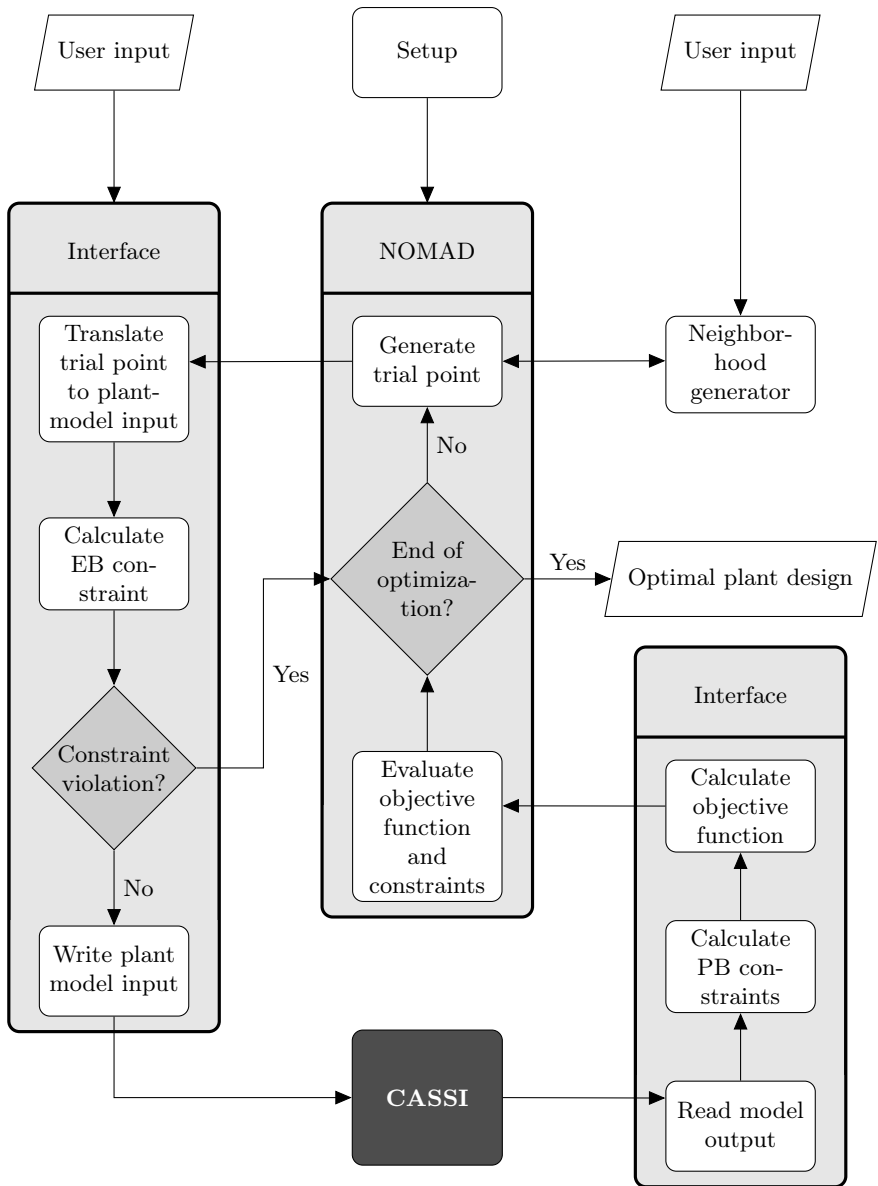 User input
Setup
User input
Interface
NOMAD
Translate
trial point
to plant-
model input
Generate
trial point
Neighbor-
hood
generator
No
Calculate
EB con-
straint
End of
optimiza-
tion?
Yes
Optimal plant design
Yes
Interface
Constraint
violation?
Evaluate
objective
function
and
constraints
Calculate
objective
function
No
Write plant
model input
Calculate
PB con-
straints
CASSI
Read model
output